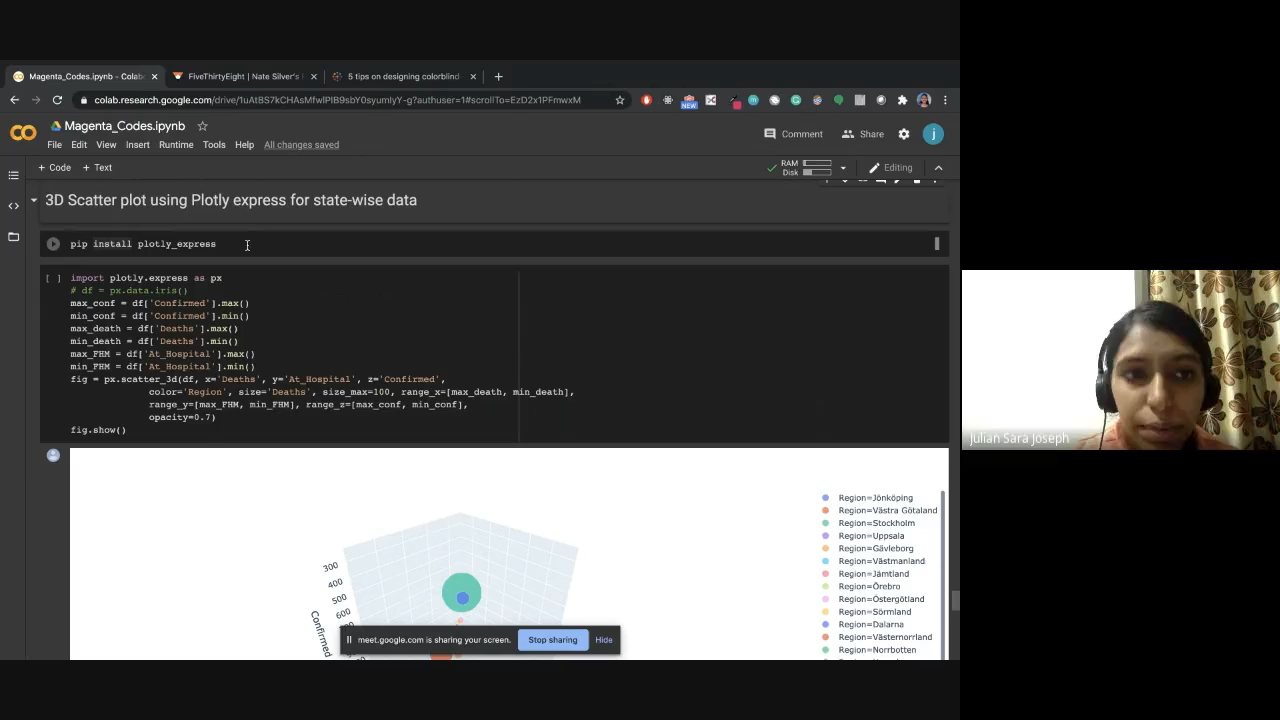 Magenta_Codes.ipynb - Colab
FiveThirtyEight | Nate Silver's
5 tips on designing colorblind
colab.research.google.com/drive/1uAtBS7kCHAsMfwlPIB9sbY0syumlyY-g?authuser=1#scrollTo=EzD2x1PFmwxM
NEW
Magenta_Codes.ipynb
File Edit View Insert Runtime Tools Help All changes saved
Comment
Share
j
+ Code + Text
RAM
Disk
Editing
3D Scatter plot using Plotly express for state-wise data
pip install plotly_express
[ ] import plotly.express as px
# df = px.data.iris()
max_conf = df['Confirmed'].max()
min_conf = df['Confirmed'].min()
max_death = df['Deaths'].max()
min_death = df['Deaths'].min()
max_FHM = df['At_Hospital'].max()
min_FHM = df['At_Hospital'].min()
fig = px.scatter_3d(df, x='Deaths', y='At_Hospital', z='Confirmed',
color='Region', size='Deaths', size_max=100, range_x=[max_death, min_death],
range_y=[max_FHM, min_FHM], range_z=[max_conf, min_conf],
opacity=0.7)
fig.show()
Region=Jönköping
Region=Västra Götaland
Region=Stockholm
Region=Uppsala
Region=Gävleborg
Region=Västmanland
Region=Jämtland
Region=Örebro
Region=Östergötland
Region=Sörmland
Region=Dalarna
Region=Västernorrland
Region=Norrbotten
300
400
500
600
Confirmed
meet.google.com is sharing your screen.
Stop sharing
Hide
Julian Sara Joseph